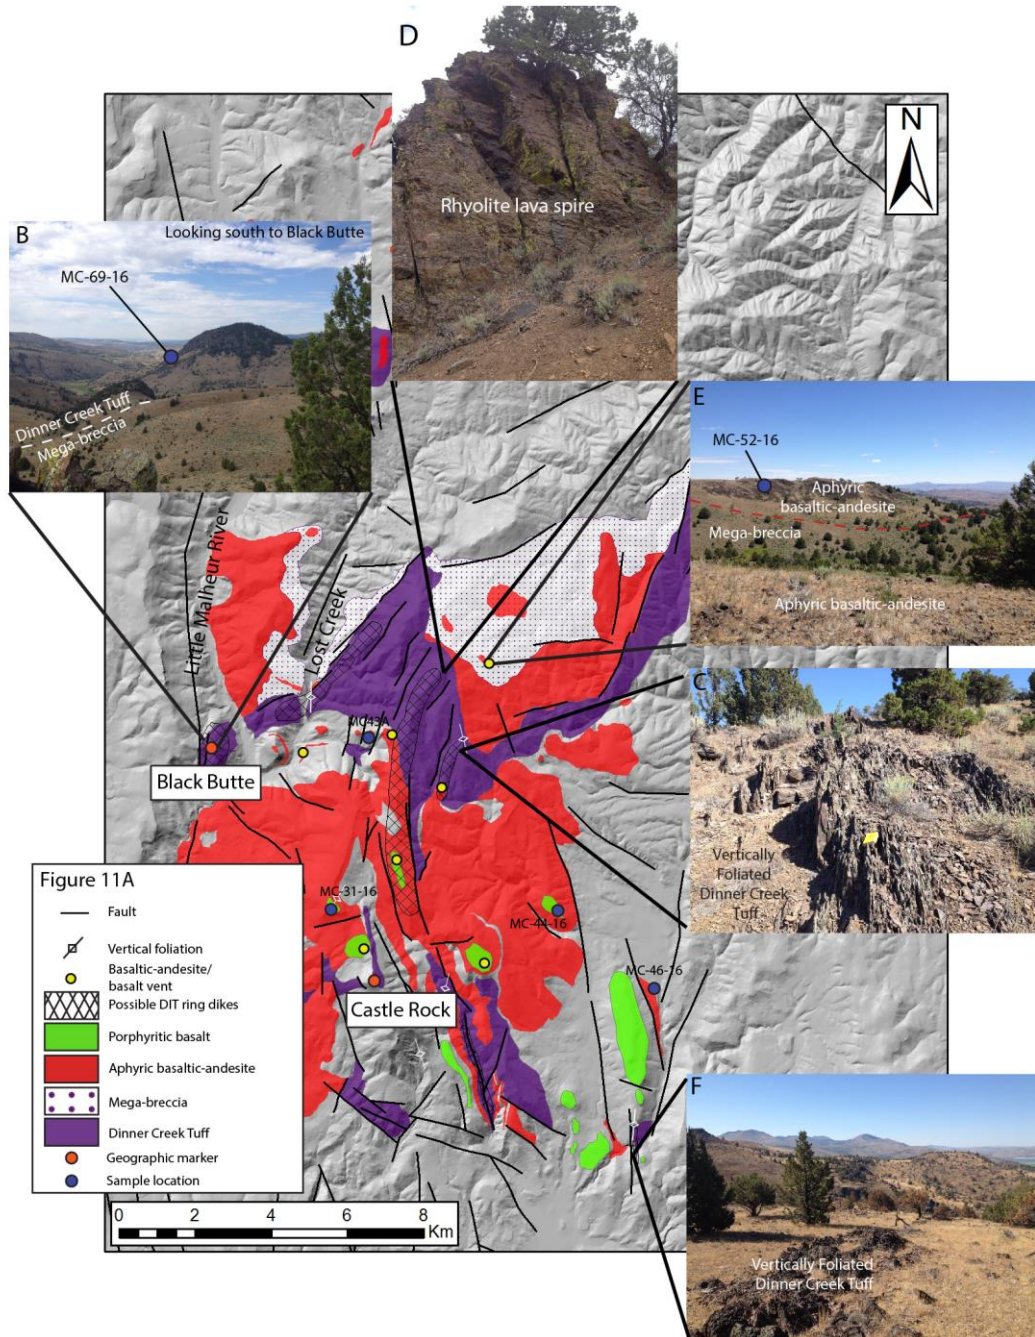 D
N
Rhyolite lava spire
B
Looking south to Black Butte
MC-69-16
Dinner Creek Tuff
Mega-breccia
E
MC-52-16
Aphyric
basaltic-andesite
Mega-breccia
Aphyric basaltic-andesite
Little Malheur River
Lost Creek
C
MC43A
Black Butte
Vertically
Foliated
Dinner Creek
Tuff
Figure 11A
Fault
Vertical foliation
Basaltic-andesite/
basalt vent
Possible DIT ring dikes
Porphyritic basalt
Aphyric basaltic-andesite
Mega-breccia
Dinner Creek Tuff
Geographic marker
Sample location
MC-31-16
MC-44-16
MC-46-16
Castle Rock
0 2 4 6 8
Km
F
Vertically Foliated
Dinner Creek Tuff